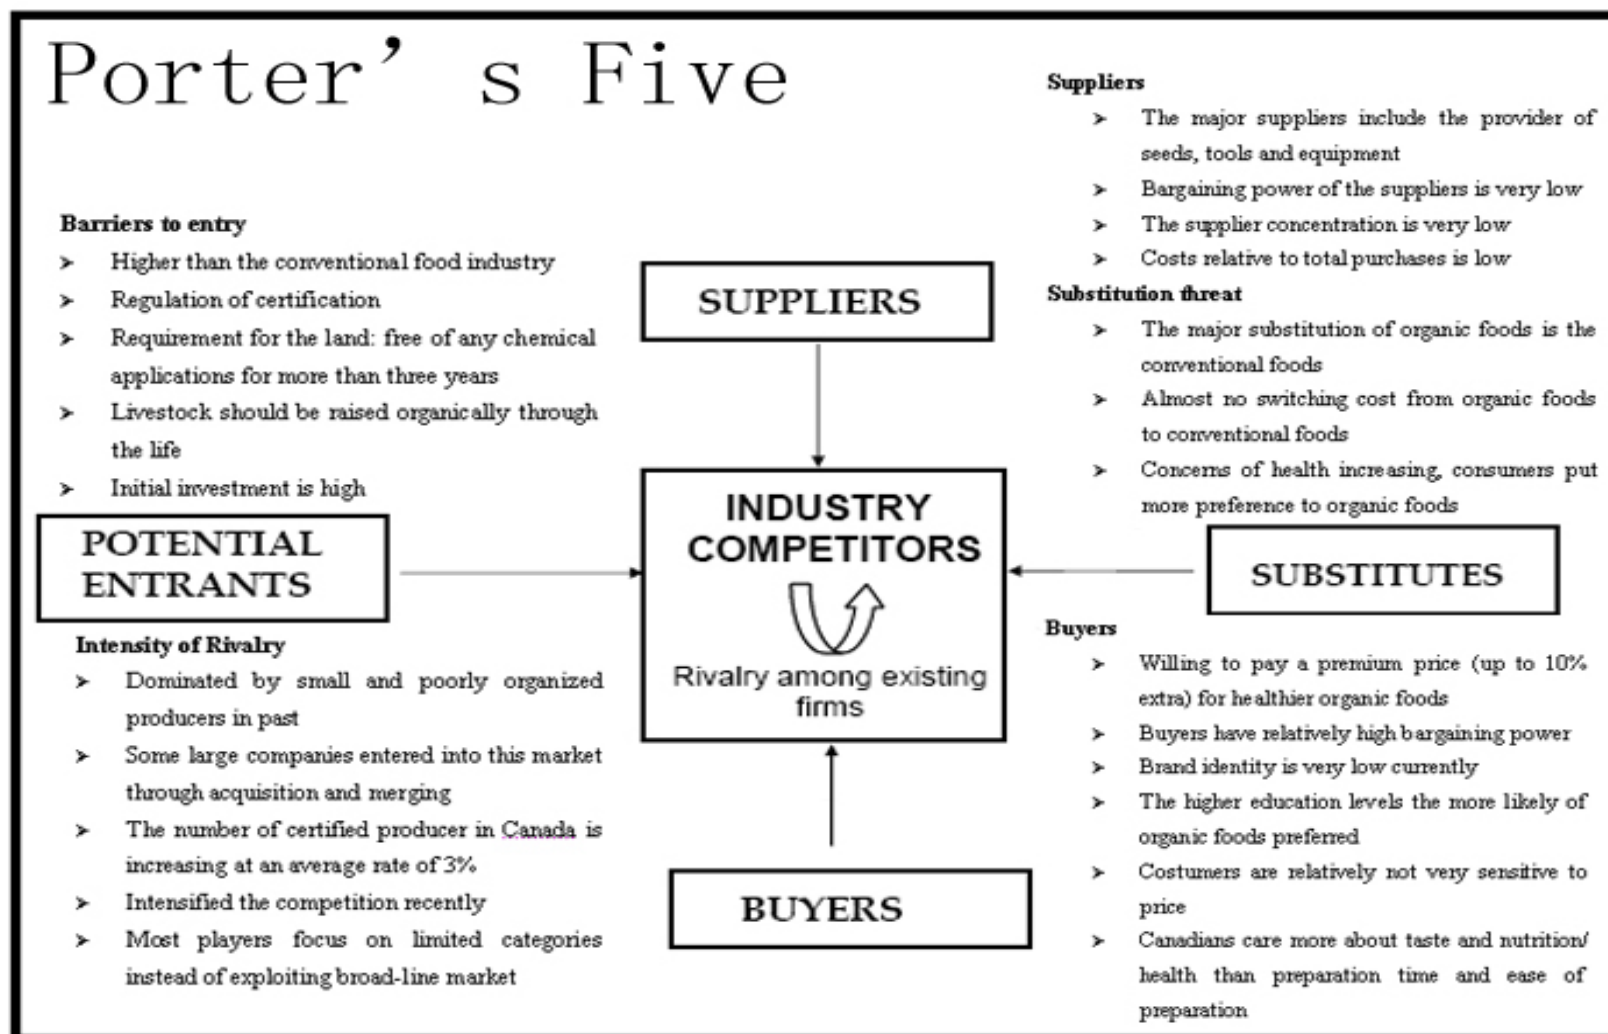 Porter's Five
Barriers to entry
➤ Higher than the conventional food industry
➤ Regulation of certification
➤ Requirement for the land: free of any chemical
applications for more than three years
➤ Livestock should be raised organically through
the life
➤ Initial investment is high
POTENTIAL
ENTRANTS
Intensity of Rivalry
➤ Dominated by small and poorly organized
producers in past
➤ Some large companies entered into this market
through acquisition and merging
➤ The number of certified producer in Canada is
increasing at an average rate of 3%
➤ Intensified the competition recently
➤ Most players focus on limited categories
instead of exploiting broad-line market
SUPPLIERS
INDUSTRY
COMPETITORS
Rivalry among existing
firms
BUYERS
Suppliers
➤ The major suppliers include the provider of
seeds, tools and equipment
➤ Bargaining power of the suppliers is very low
➤ The supplier concentration is very low
➤ Costs relative to total purchases is low
Substitution threat
➤ The major substitution of organic foods is the
conventional foods
➤ Almost no switching cost from organic foods
to conventional foods
➤ Concerns of health increasing, consumers put
more preference to organic foods
SUBSTITUTES
Buyers
➤ Willing to pay a premium price (up to 10%
extra) for healthier organic foods
➤ Buyers have relatively high bargaining power
➤ Brand identity is very low currently
➤ The higher education levels the more likely of
organic foods preferred
➤ Costumers are relatively not very sensitive to
price
➤ Canadians care more about taste and nutrition/
health than preparation time and ease of
preparation